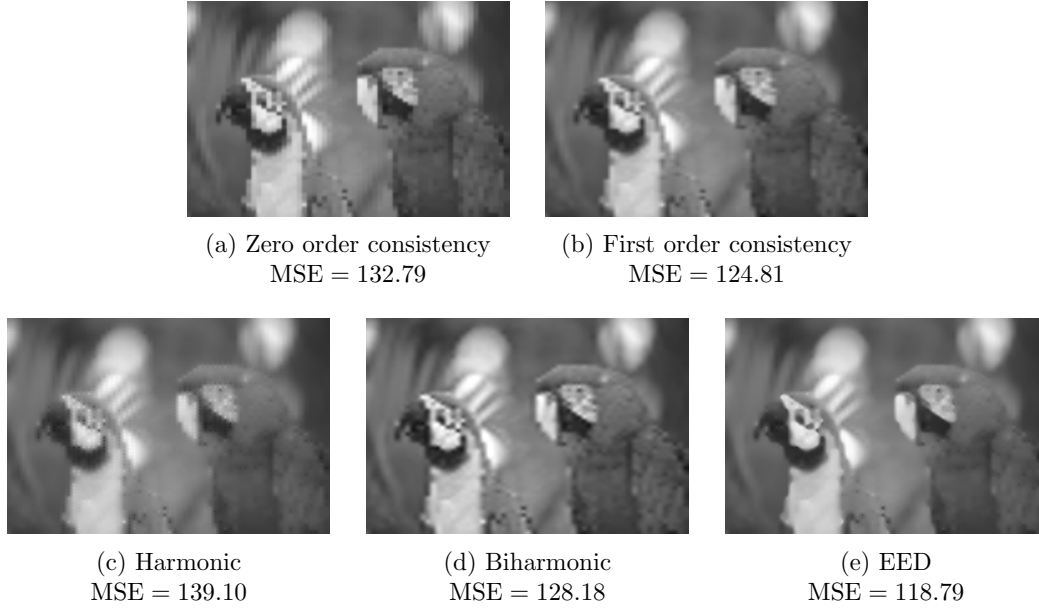 (a) Zero order consistency
MSE = 132.79
(b) First order consistency
MSE = 124.81
(c) Harmonic
MSE = 139.10
(d) Biharmonic
MSE = 128.18
(e) EED
MSE = 118.79